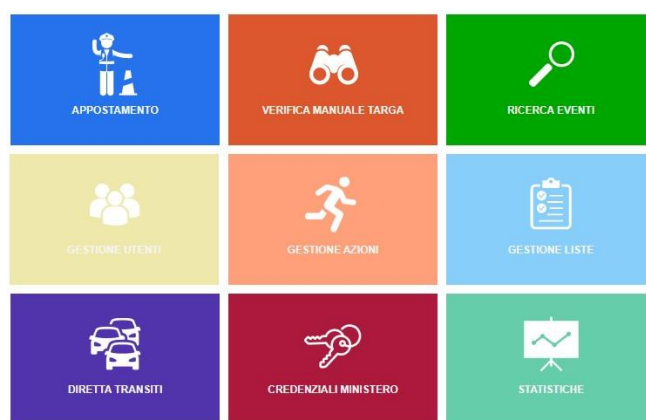 APPOSTAMENTO
VERIFICA MANUALE TARGA
RICERCA EVENTI
GESTIONE UTENTI
GESTIONE AZIONI
GESTIONE LISTE
DIRETTA TRANSITI
CREDENZIALI MINISTERO
STATISTICHE